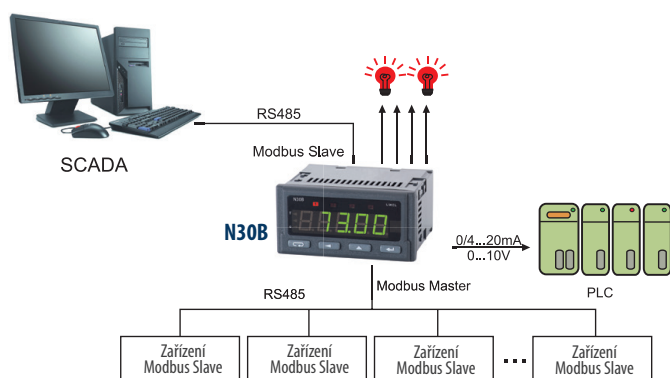 RS485
Modbus Slave
SCADA
N30B
N30B
73.00
0/4...20mA
0...10V
PLC
RS485
Modbus Master
Zařízení
Modbus Slave
Zařízení
Modbus Slave
Zařízení
Modbus Slave
...
Zařízení
Modbus Slave